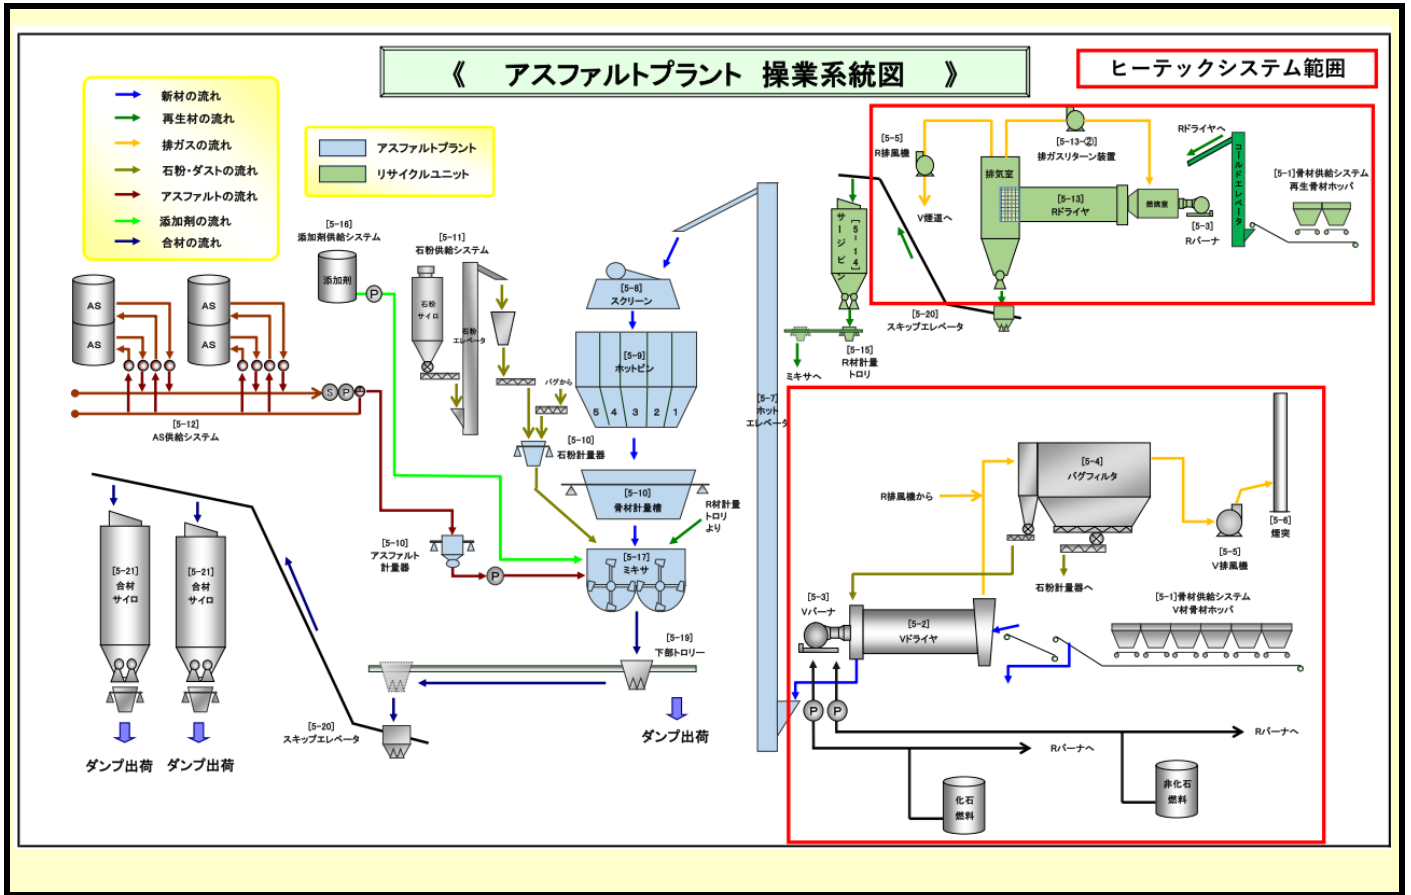 《 アスファルトプラント 操業系統図 》
ヒーテックシステム範囲
新材の流れ
再生材の流れ
排ガスの流れ
石粉・ダストの流れ
アスファルトの流れ
添加剤の流れ
合材の流れ
アスファルトプラント
リサイクルユニット
[5-16]
添加剤供給システム
添加剤
P
[5-11]
石粉供給システム
石粉
サイロ
石粉
エレベータ
バグから
[5-10]
石粉計量器
[5-8]
スクリーン
[5-9]
ホットビン
5 4 3 2 1
[5-10]
骨材計量槽
R材計量
トロリ
より
[5-17]
ミキサ
[5-10]
アスファルト
計量器
P
AS
AS
AS
AS
S
P
[5-12]
AS供給システム
[5-21]
合材
サイロ
[5-21]
合材
サイロ
ダンプ出荷
ダンプ出荷
[5-20]
スキップエレベータ
[5-19]
下部トロリー
ダンプ出荷
[5-7]
ホット
エレベータ
サージビン
[5-14]
[5-15]
R材計量
トロリ
ミキサへ
[5-20]
スキップエレベータ
[5-5]
R排風機
V煙道へ
排気室
[5-13-②]
排ガスリターン装置
[5-13]
Rドライヤ
燃焼室
[5-3]
Rバーナ
Rドライヤへ
コールドエレベータ
[5-1]骨材供給システム
再生骨材ホッパ
R排風機から
[5-4]
バグフィルタ
[5-5]
V排風機
[5-6]
煙突
石粉計量器へ
[5-3]
Vバーナ
[5-2]
Vドライヤ
[5-1]骨材供給システム
V材骨材ホッパ
P
P
Rバーナへ
Rバーナへ
化石
燃料
非化石
燃料